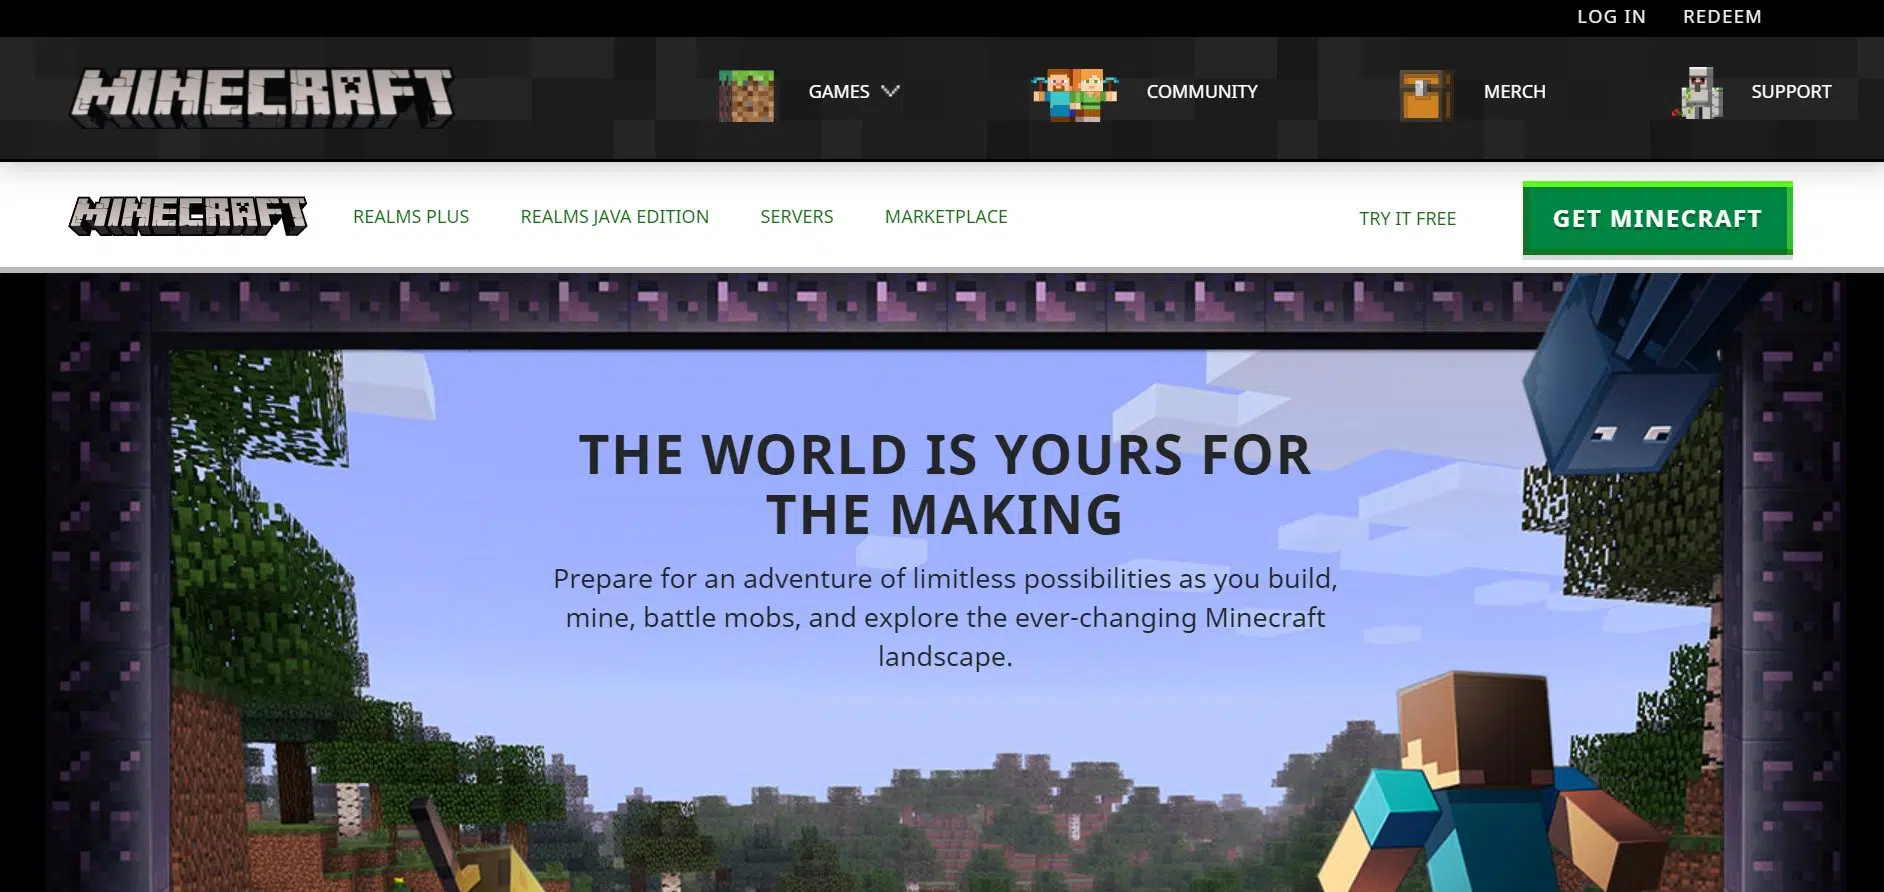 LOG IN REDEEM
MINECRAFT GAMES COMMUNITY MERCH SUPPORT
MINECRAFT REALMS PLUS REALMS JAVA EDITION SERVERS MARKETPLACE TRY IT FREE GET MINECRAFT
THE WORLD IS YOURS FOR
THE MAKING
Prepare for an adventure of limitless possibilities as you build,
mine, battle mobs, and explore the ever-changing Minecraft
landscape.